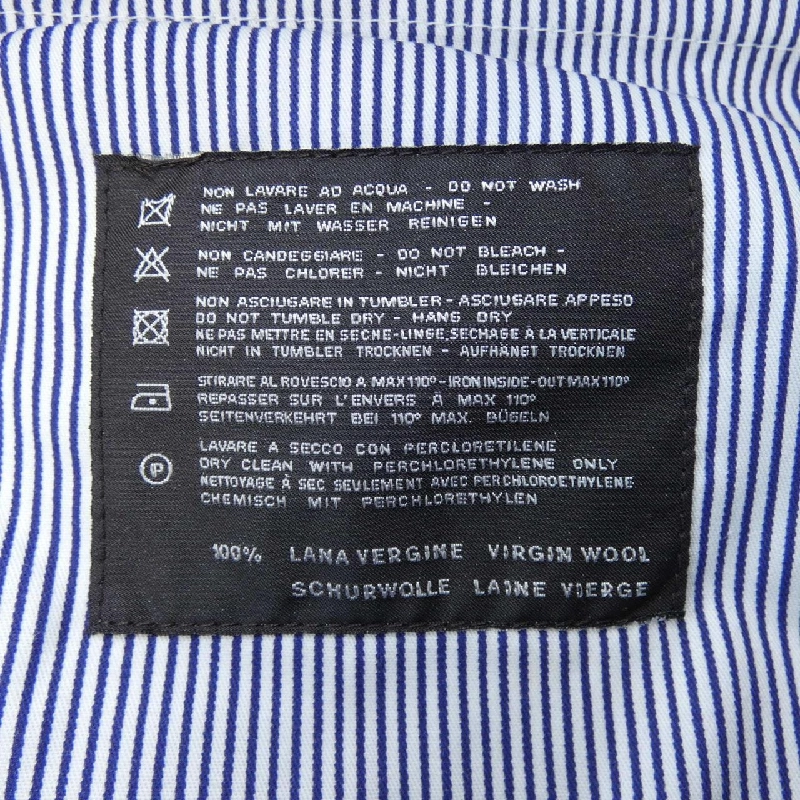 NON LAVARE AD ACQUA - DO NOT WASH
NE PAS LAVER EN MACHINE -
NICHT MIT WASSER REINIGEN
NON CANDEGGIARE - DO NOT BLEACH -
NE PAS CHLORER - NICHT BLEICHEN
NON ASCIUGARE IN TUMBLER - ASCIUGARE APPESO
DO NOT TUMBLE DRY - HANG DRY
NE PAS METTRE EN SECHE-LINGE, SECHAGE À LA VERTICALE
NICHT IN TUMBLER TROCKNEN - AUFHÄNGT TROCKNEN
STIRARE AL ROVESCIO A MAX 110° - IRON INSIDE-OUT MAX 110°
REPASSER SUR L'ENVERS À MAX 110°
SEITENVERKEHRT BEI 110° MAX. BÜGELN
P
LAVARE A SECCO CON PERCLORETILENE
DRY CLEAN WITH PERCHLORETHYLENE ONLY
NETTOYAGE À SEC SEULEMENT AVEC PERCHLOROETHYLENE
CHEMISCH MIT PERCHLORETHYLEN
100% LANA VERGINE VIRGIN WOOL
SCHURWOLLE LAINE VIERGE